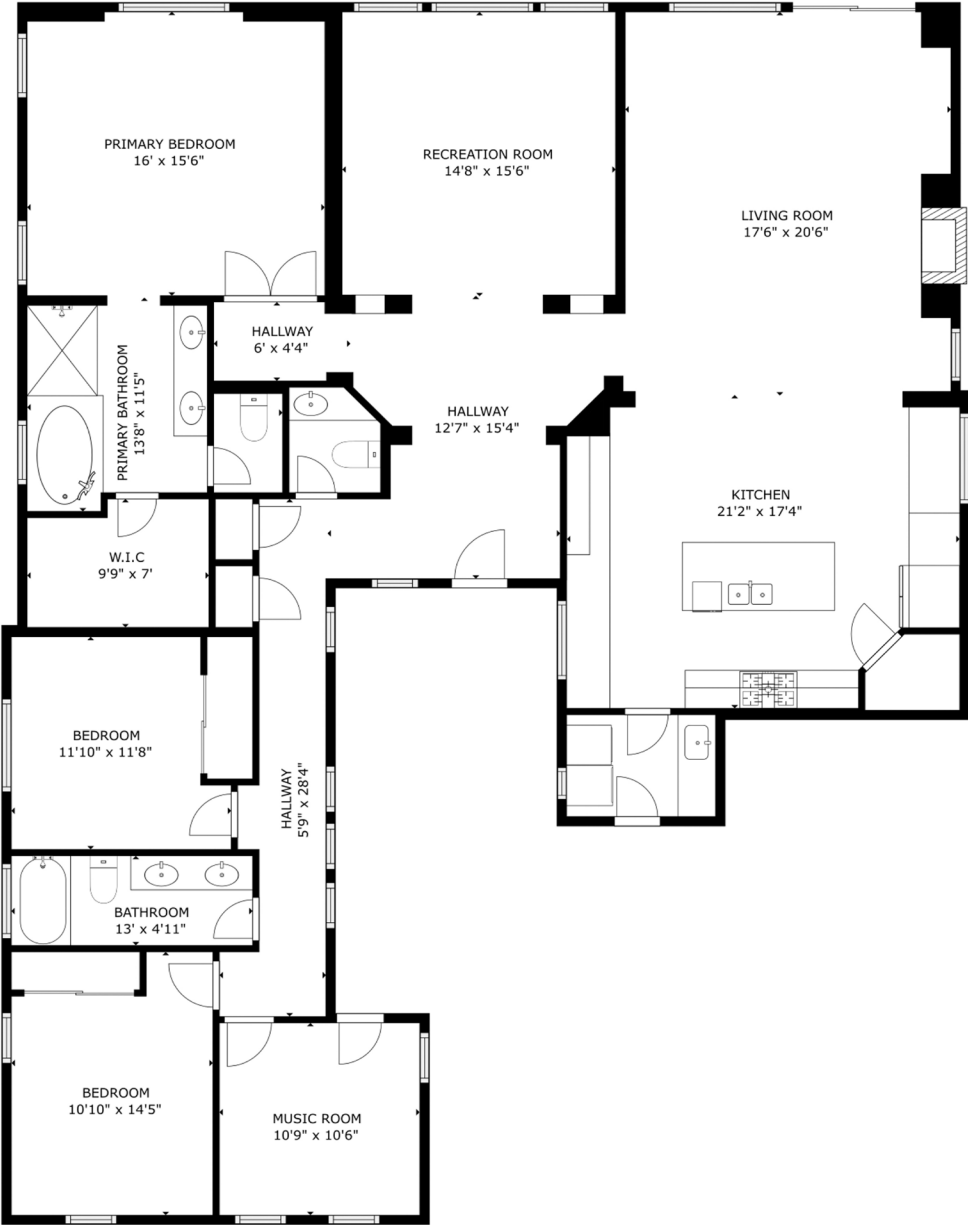 PRIMARY BEDROOM
16' x 15'6"
RECREATION ROOM
14'8" x 15'6"
LIVING ROOM
17'6" x 20'6"
HALLWAY
6' x 4'4"
PRIMARY BATHROOM
13'8" x 11'5"
HALLWAY
12'7" x 15'4"
KITCHEN
21'2" x 17'4"
W.I.C
9'9" x 7'
BEDROOM
11'10" x 11'8"
HALLWAY
5'9" x 28'4"
BATHROOM
13' x 4'11"
BEDROOM
10'10" x 14'5"
MUSIC ROOM
10'9" x 10'6"